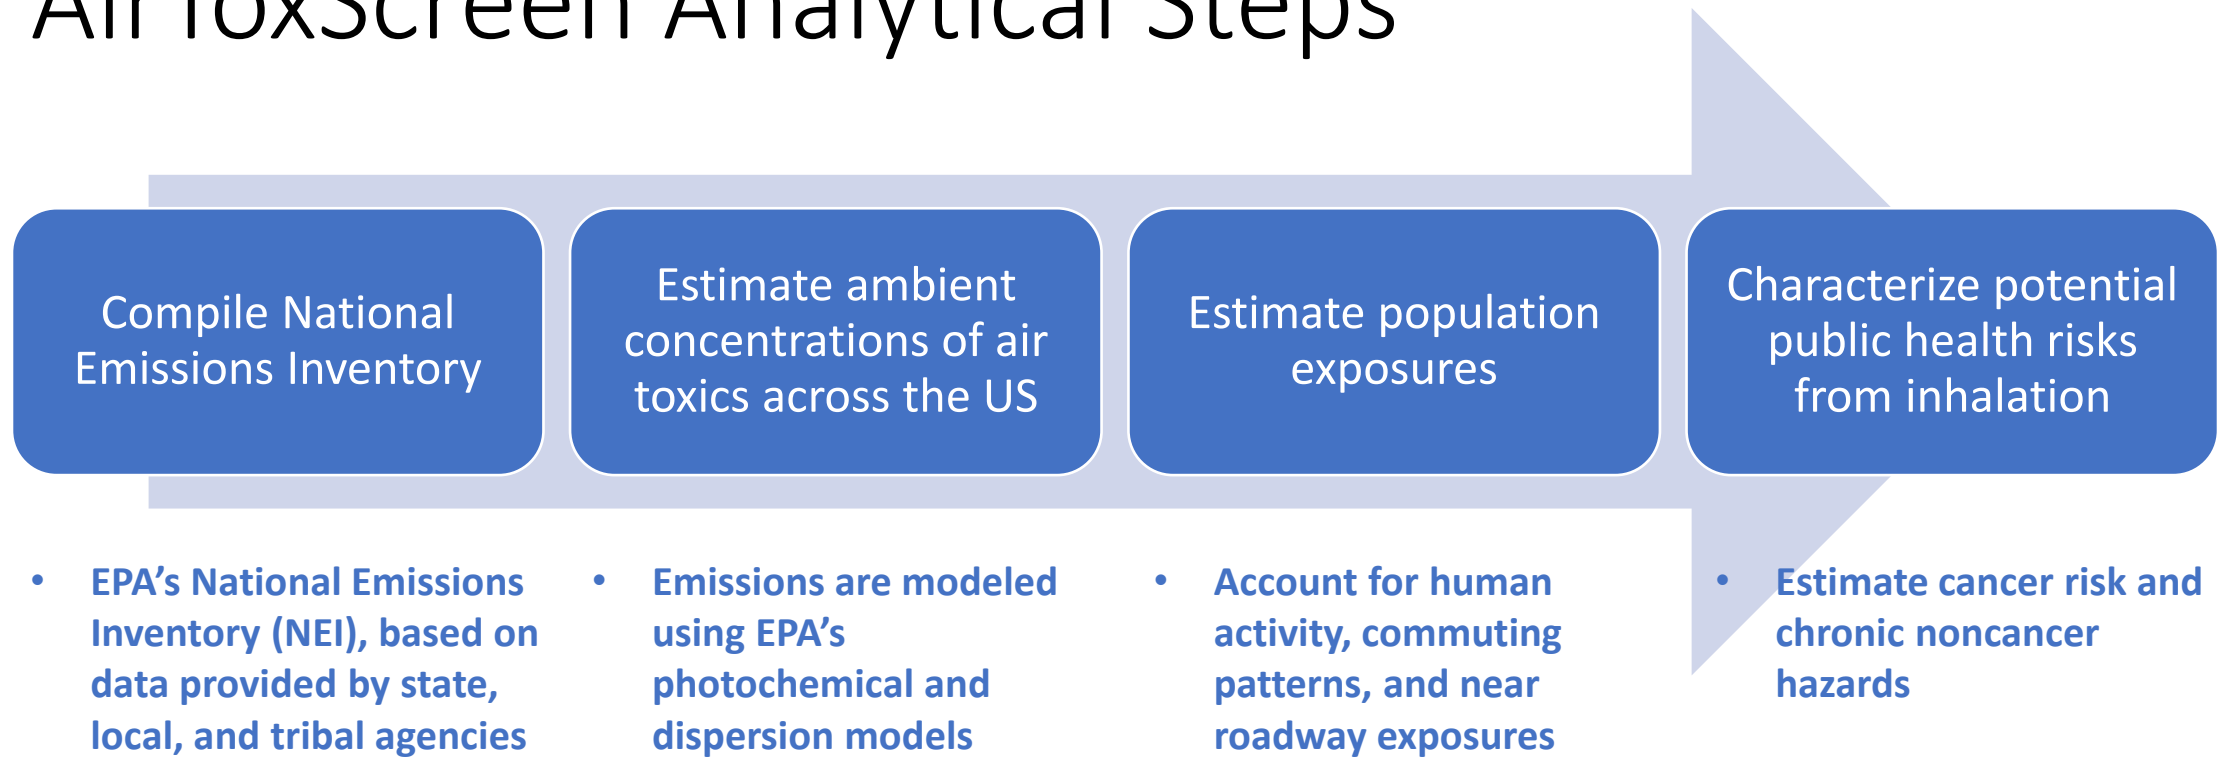 AirToxScreen Analytical Steps
Compile National
Emissions Inventory
Estimate ambient
concentrations of air
toxics across the US
Estimate population
exposures
Characterize potential
public health risks
from inhalation
• EPA’s National Emissions
Inventory (NEI), based on
data provided by state,
local, and tribal agencies
• Emissions are modeled
using EPA’s
photochemical and
dispersion models
• Account for human
activity, commuting
patterns, and near
roadway exposures
• Estimate cancer risk and
chronic noncancer
hazards